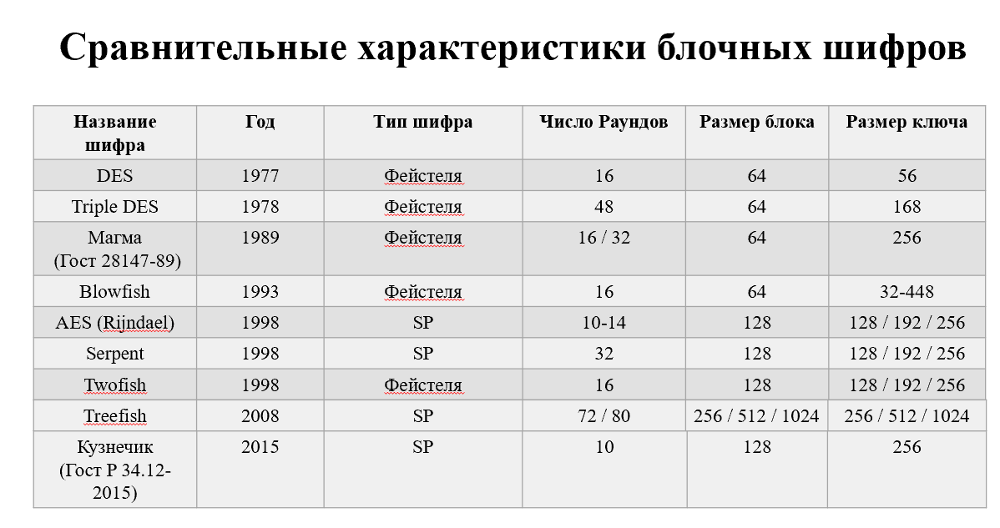 Сравнительные характеристики блочных шифров
Название шифра Год Тип шифра Число Раундов Размер блока Размер ключа
DES 1977 Фейстеля 16 64 56
Triple DES 1978 Фейстеля 48 64 168
Магма (Гост 28147-89) 1989 Фейстеля 16 / 32 64 256
Blowfish 1993 Фейстеля 16 64 32-448
AES (Rijndael) 1998 SP 10-14 128 128 / 192 / 256
Serpent 1998 SP 32 128 128 / 192 / 256
Twofish 1998 Фейстеля 16 128 128 / 192 / 256
Treefish 2008 SP 72 / 80 256 / 512 / 1024 256 / 512 / 1024
Кузнечик (Гост Р 34.12-2015) 2015 SP 10 128 256